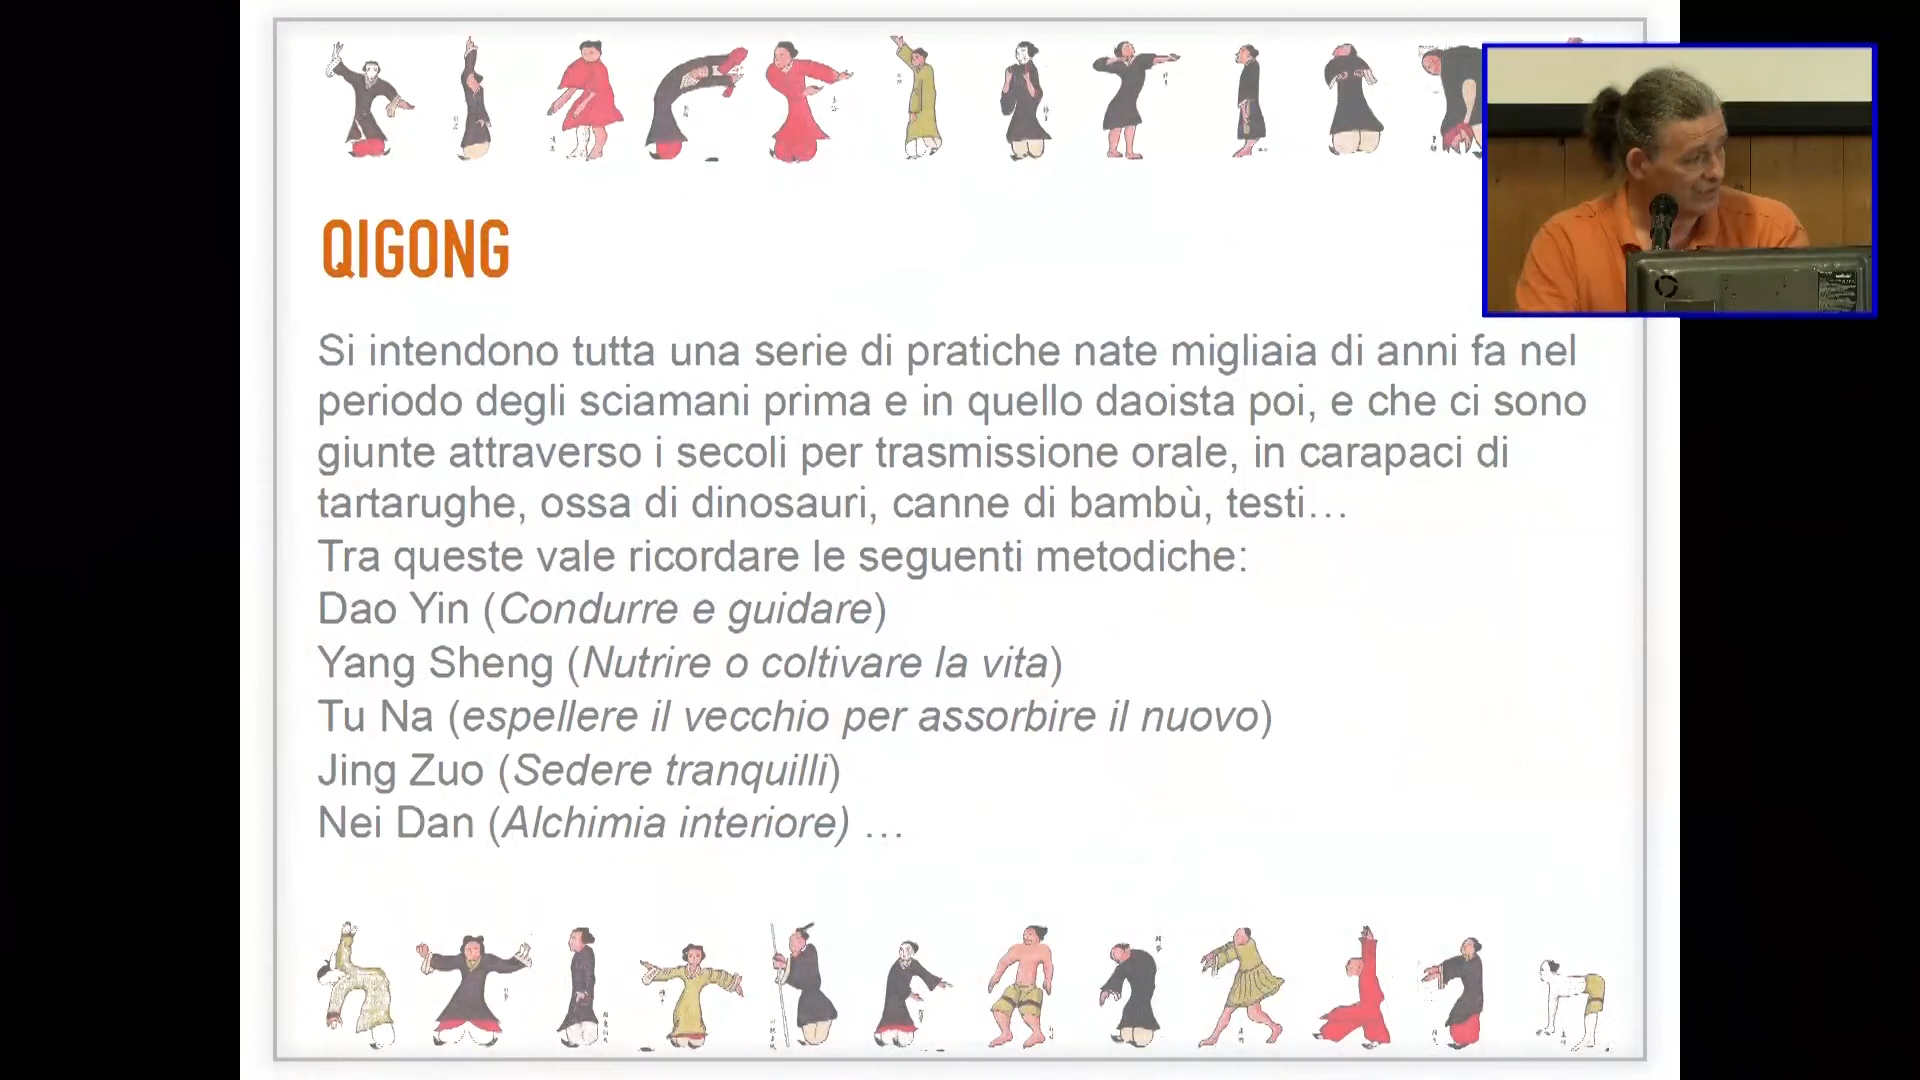 QIGONG
Si intendono tutta una serie di pratiche nate migliaia di anni fa nel
periodo degli sciamani prima e in quello daoista poi, e che ci sono
giunte attraverso i secoli per trasmissione orale, in carapaci di
tartarughe, ossa di dinosauri, canne di bambù, testi…
Tra queste vale ricordare le seguenti metodiche:
Dao Yin (Condurre e guidare)
Yang Sheng (Nutrire o coltivare la vita)
Tu Na (espellere il vecchio per assorbire il nuovo)
Jing Zuo (Sedere tranquilli)
Nei Dan (Alchimia interiore) …